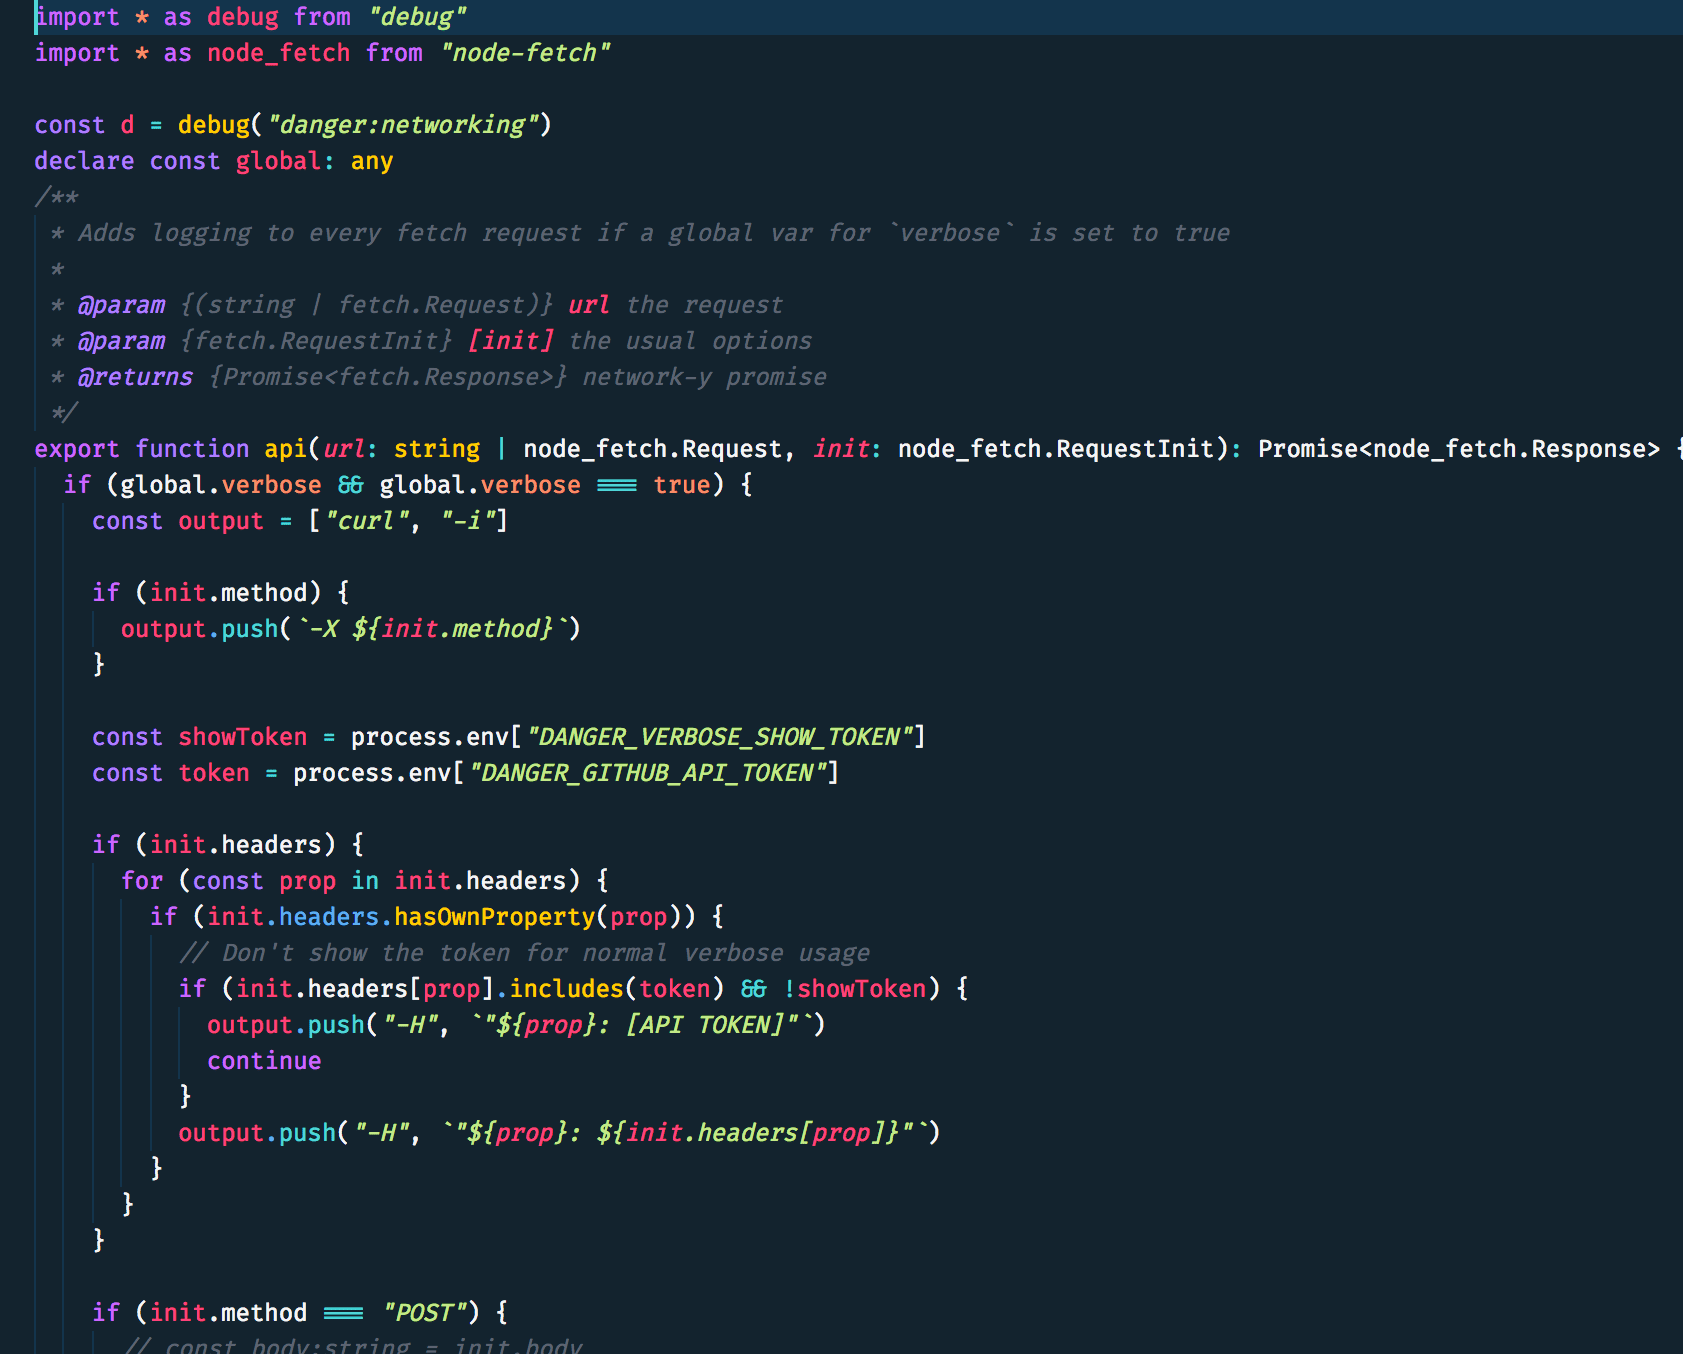 import * as debug from "debug"
import * as node_fetch from "node-fetch"

const d = debug("danger:networking")
declare const global: any
/**
 * Adds logging to every fetch request if a global var for `verbose` is set to true
 *
 * @param {(string | fetch.Request)} url the request
 * @param {fetch.RequestInit} [init] the usual options
 * @returns {Promise<fetch.Response>} network-y promise
 */
export function api(url: string | node_fetch.Request, init: node_fetch.RequestInit): Promise<node_fetch.Response> {
  if (global.verbose && global.verbose === true) {
    const output = ["curl", "-i"]

    if (init.method) {
      output.push(`-X ${init.method}`)
    }

    const showToken = process.env["DANGER_VERBOSE_SHOW_TOKEN"]
    const token = process.env["DANGER_GITHUB_API_TOKEN"]

    if (init.headers) {
      for (const prop in init.headers) {
        if (init.headers.hasOwnProperty(prop)) {
          // Don't show the token for normal verbose usage
          if (init.headers[prop].includes(token) && !showToken) {
            output.push("-H", `"${prop}: [API TOKEN]"`)
            continue
          }
          output.push("-H", `"${prop}: ${init.headers[prop]}"`)
        }
      }
    }

    if (init.method === "POST") {
      // const body:string = init.body